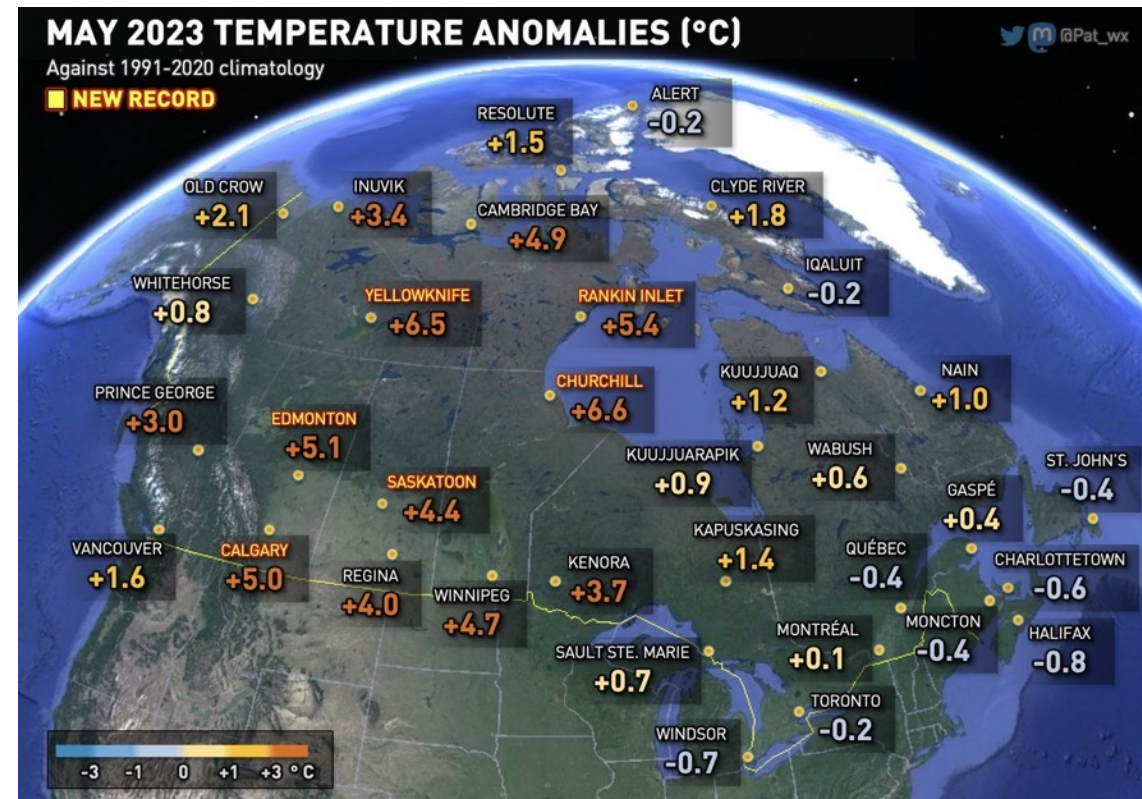 MAY 2023 TEMPERATURE ANOMALIES (°C)
@Pat_wx
Against 1991-2020 climatology
NEW RECORD
ALERT
-0.2
RESOLUTE
+1.5
OLD CROW
+2.1
INUVIK
+3.4
CAMBRIDGE BAY
+4.9
CLYDE RIVER
+1.8
IQALUIT
-0.2
WHITEHORSE
+0.8
YELLOWKNIFE
+6.5
RANKIN INLET
+5.4
PRINCE GEORGE
+3.0
EDMONTON
+5.1
CHURCHILL
+6.6
KUUJJUAQ
+1.2
NAIN
+1.0
SASKATOON
+4.4
KUUJJUARAPIK
+0.9
WABUSH
+0.6
ST. JOHN'S
-0.4
GASPÉ
+0.4
VANCOUVER
+1.6
CALGARY
+5.0
REGINA
+4.0
WINNIPEG
+4.7
KENORA
+3.7
KAPUSKASING
+1.4
QUÉBEC
-0.4
CHARLOTTETOWN
-0.6
MONCTON
-0.4
HALIFAX
-0.8
SAULT STE. MARIE
+0.7
MONTRÉAL
+0.1
TORONTO
-0.2
WINDSOR
-0.7
-3 -1 0 +1 +3 °C